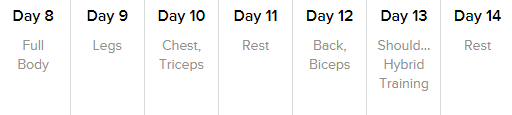 Day 8
Full
Body
Day 9
Legs
Day 10
Chest,
Triceps
Day 11
Rest
Day 12
Back,
Biceps
Day 13
Should...
Hybrid
Training
Day 14
Rest